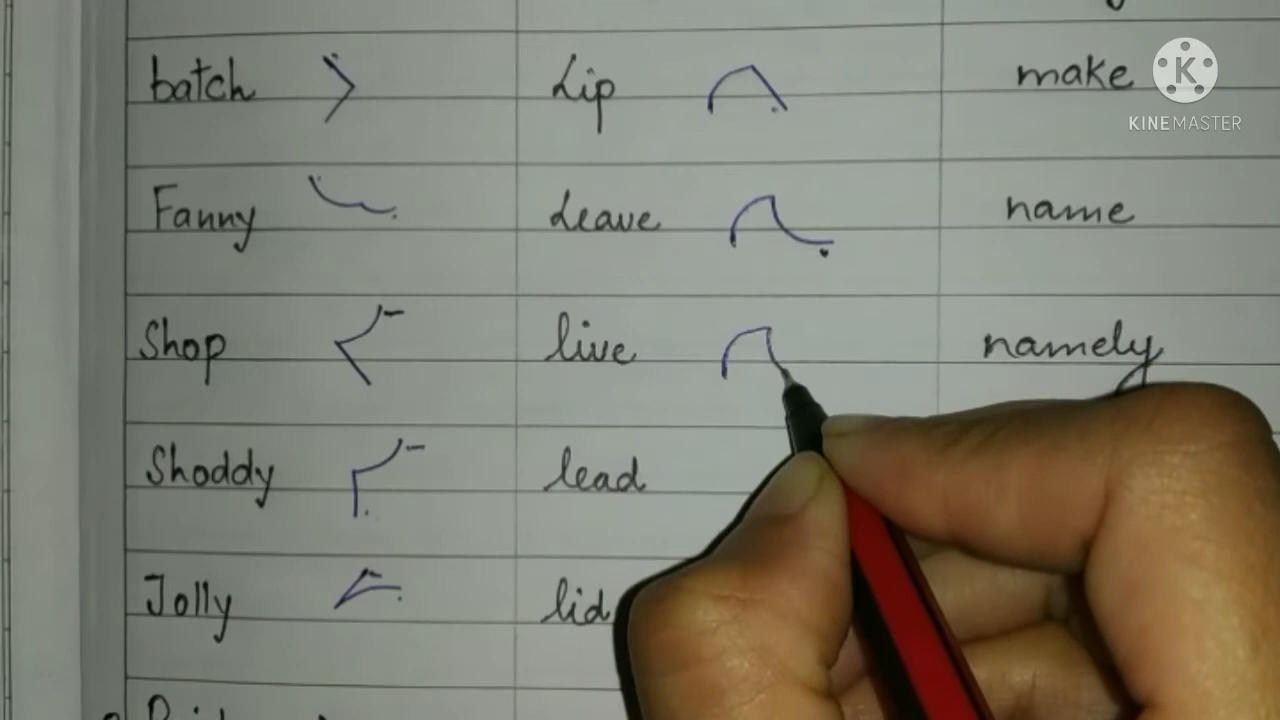 batch Lip make
KINEMASTER
Fanny Leave name
Shop live namely
Shoddy lead
Jolly lid